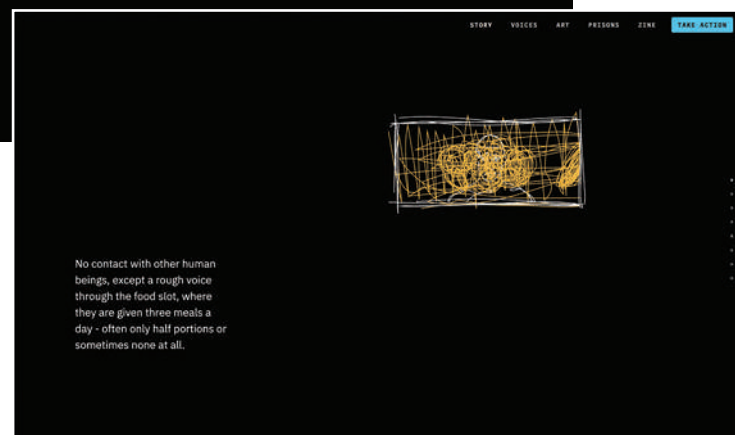 STORY VOICES ART PRISONS ZINE TAKE ACTION
No contact with other human
beings, except a rough voice
through the food slot, where
they are given three meals a
day - often only half portions or
sometimes none at all.